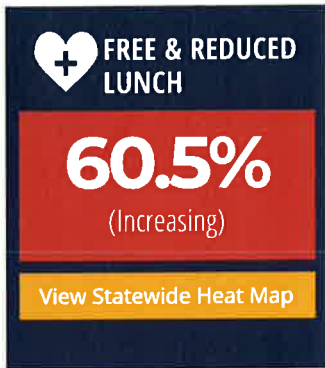 FREE & REDUCED
LUNCH
60.5%
(Increasing)
View Statewide Heat Map